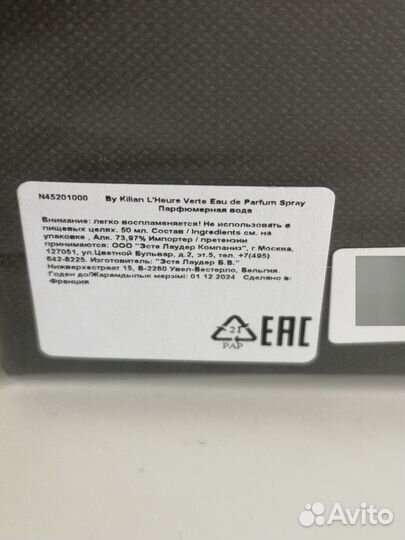 N45201000 By Kilian L'Heure Verte Eau de Parfum Spray
Парфюмерная вода
Внимание: легко воспламеняется! Не использовать в
пищевых целях. 50 мл. Состав / Ingredients см. на
упаковке , Алк. 73,97% Импортер / претензии
принимаются: ООО "Эсте Лаудер Компаниз", г.Москва,
127051, ул.Цветной Бульвар, д.2, эт.5, тел. +7(495)
642-8225. Изготовитель: "Эсте Лаудер Б.В."
Нижверхестраат 15, В-2260 Увел-Вестерло, Бельгия.
Годен до/Жарамдылык мерзімі: 01.12.2024 Сделано в:
Франция
21
PAP
EAC
Avito